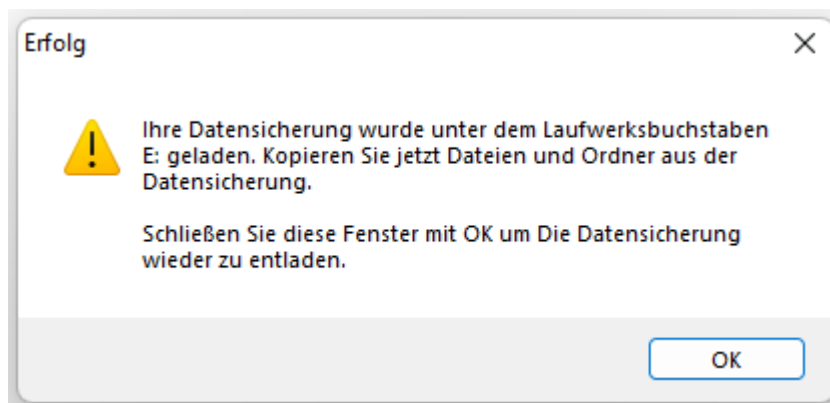 Erfolg
Ihre Datensicherung wurde unter dem Laufwerksbuchstaben
E: geladen. Kopieren Sie jetzt Dateien und Ordner aus der
Datensicherung.
Schließen Sie diese Fenster mit OK um Die Datensicherung
wieder zu entladen.
OK